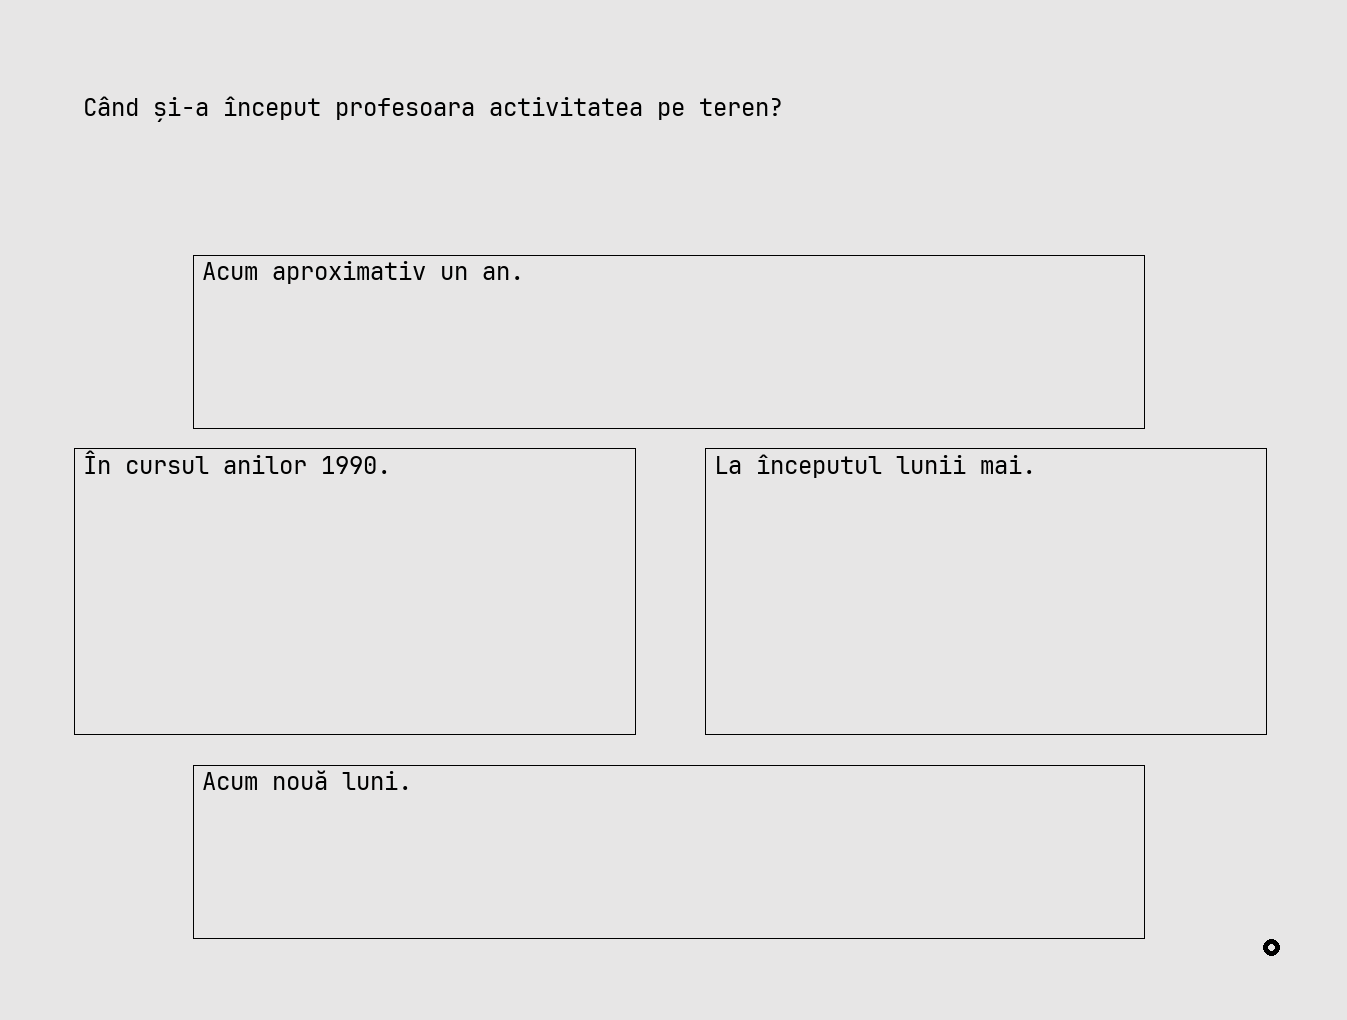 Când și-a început profesoara activitatea pe teren?
Acum aproximativ un an.
În cursul anilor 1990.
La începutul lunii mai.
Acum nouă luni.